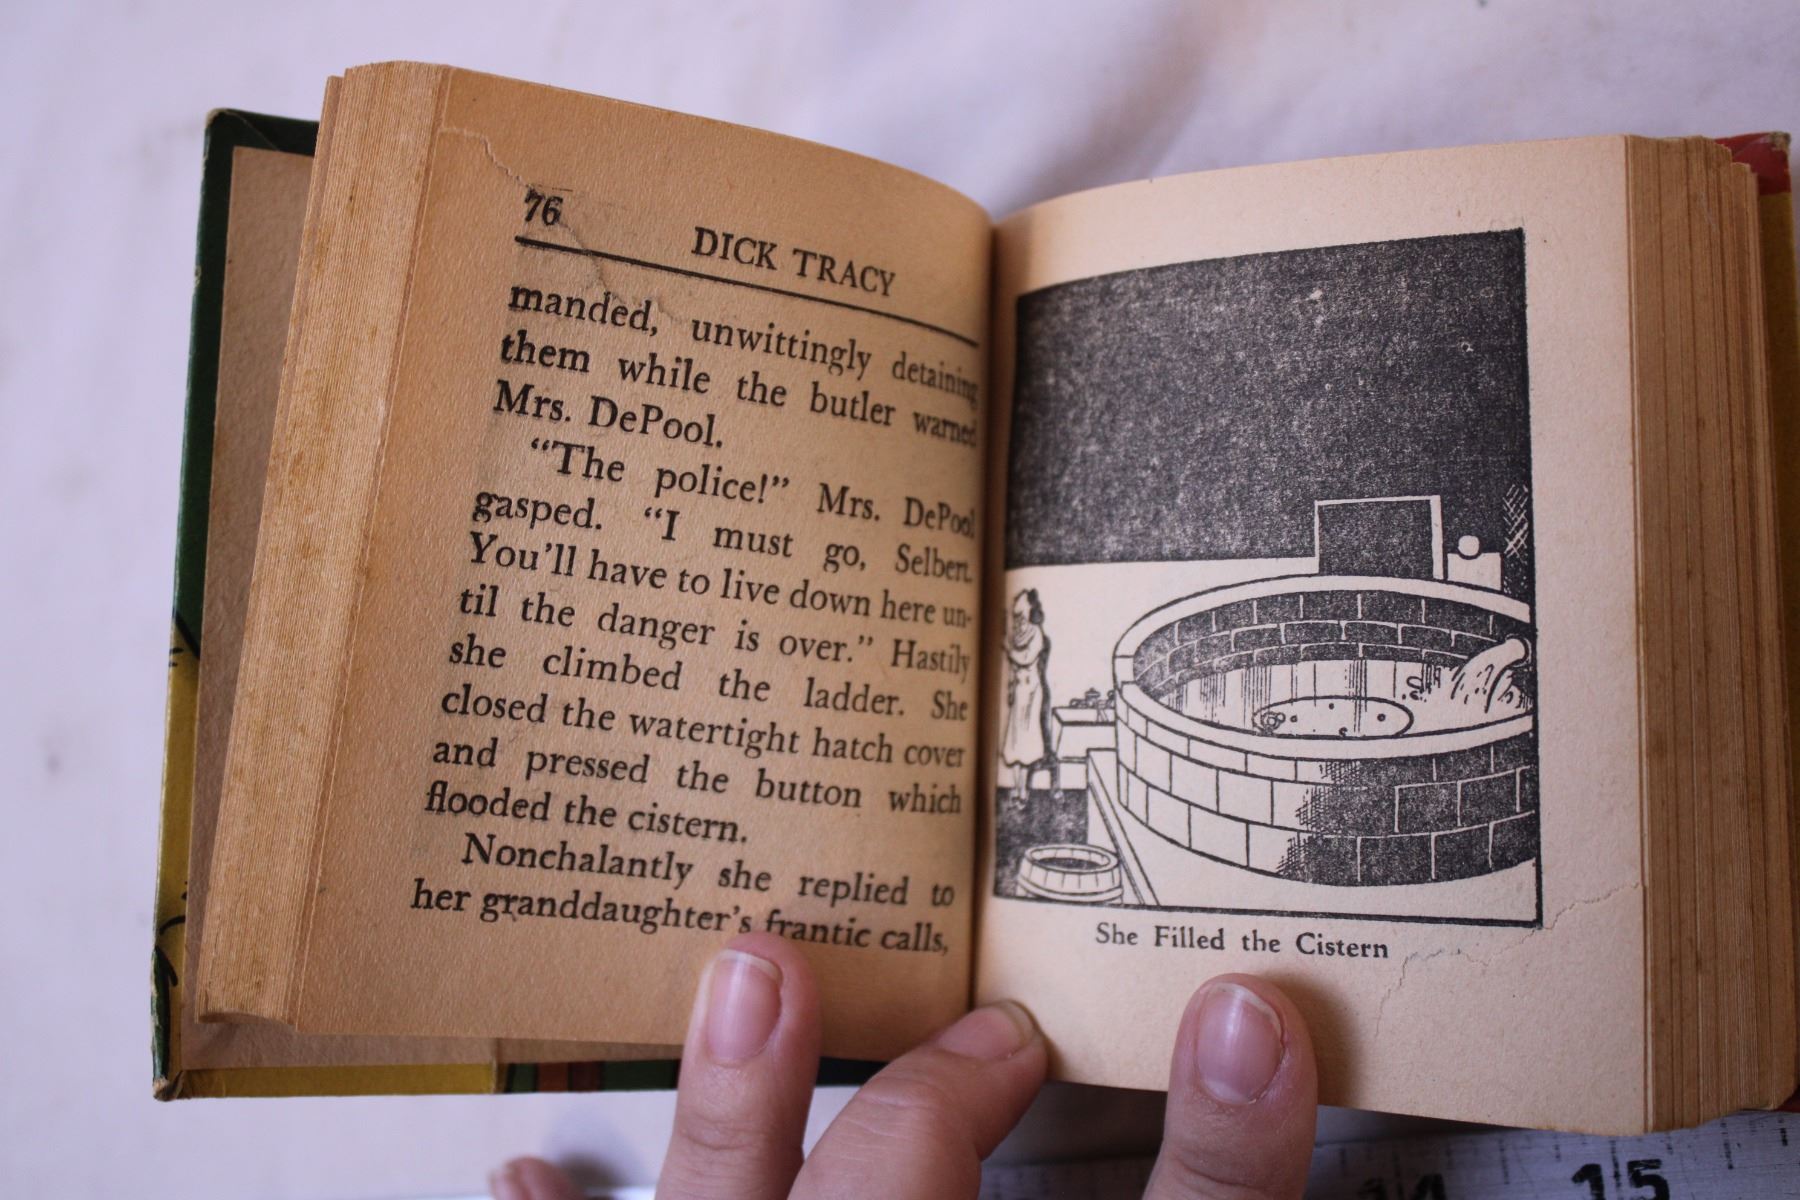 76
DICK TRACY
manded, unwittingly detaining
them while the butler warned
Mrs. DePool.
“The police!” Mrs. DePool
gasped. “I must go, Selbert.
You’ll have to live down here un-
til the danger is over.” Hastily
she climbed the ladder. She
closed the watertight hatch cover
and pressed the button which
flooded the cistern.
Nonchalantly she replied to
her granddaughter’s frantic calls,
She Filled the Cistern
15